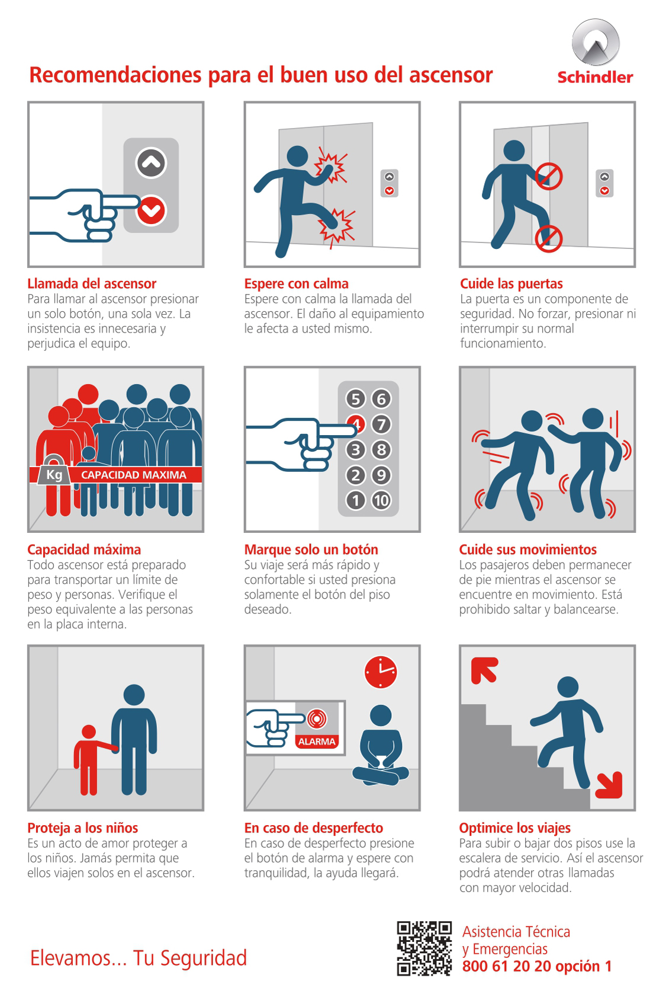 Schindler
Recomendaciones para el buen uso del ascensor
Llamada del ascensor
Para llamar al ascensor presionar
un solo botón, una sola vez. La
insistencia es innecesaria y
perjudica el equipo.
Espere con calma
Espere con calma la llamada del
ascensor. El daño al equipamiento
le afecta a usted mismo.
Cuide las puertas
La puerta es un componente de
seguridad. No forzar, presionar ni
interrumpir su normal
funcionamiento.
Kg CAPACIDAD MAXIMA
Capacidad máxima
Todo ascensor está preparado
para transportar un límite de
peso y personas. Verifique el
peso equivalente a las personas
en la placa interna.
5 6
4 7
3 8
2 9
1 10
Marque solo un botón
Su viaje será más rápido y
confortable si usted presiona
solamente el botón del piso
deseado.
Cuide sus movimientos
Los pasajeros deben permanecer
de pie mientras el ascensor se
encuentre en movimiento. Está
prohibido saltar y balancearse.
Proteja a los niños
Es un acto de amor proteger a
los niños. Jamás permita que
ellos viajen solos en el ascensor.
ALARMA
En caso de desperfecto
En caso de desperfecto presione
el botón de alarma y espere con
tranquilidad, la ayuda llegará.
Optimice los viajes
Para subir o bajar dos pisos use la
escalera de servicio. Así el ascensor
podrá atender otras llamadas
con mayor velocidad.
Elevamos... Tu Seguridad
Asistencia Técnica
y Emergencias
800 61 20 20 opción 1